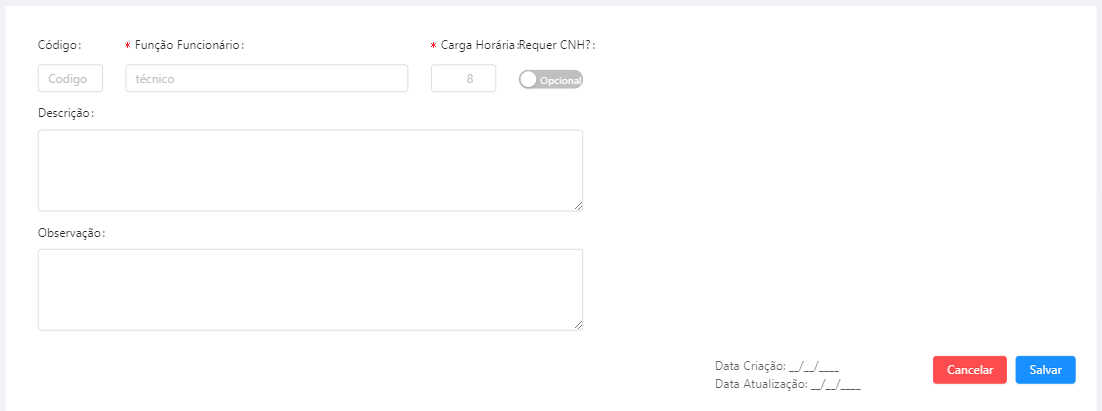 Código: * Função Funcionário: * Carga Horária: Requer CNH?:
Codigo técnico 8 Opcional
Descrição:
Observação:
Data Criação: __/__/____
Data Atualização: __/__/____
Cancelar Salvar